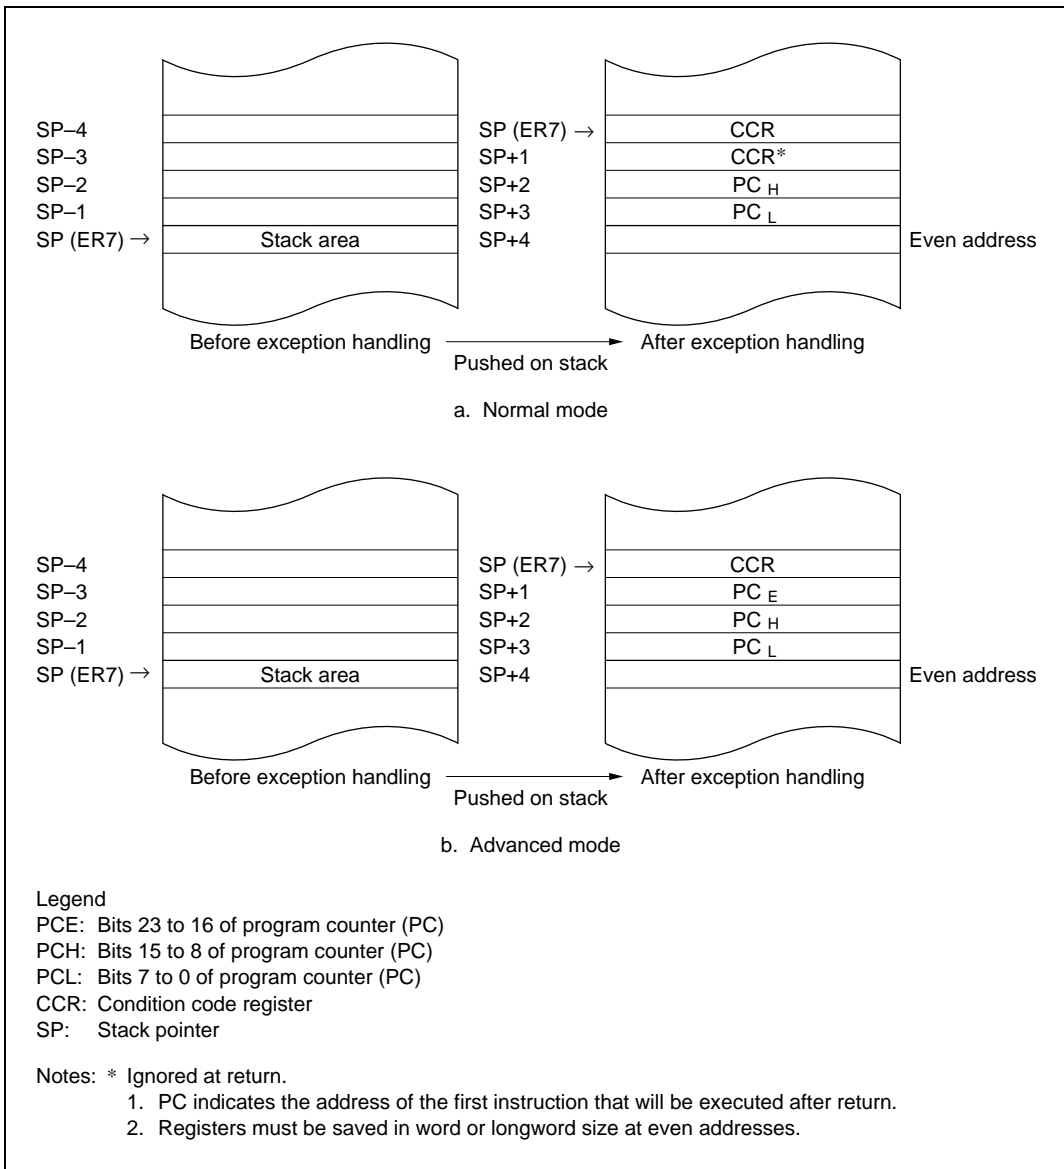 SP–4 SP (ER7) → CCR
SP–3 SP+1 CCR*
SP–2 SP+2 PC H
SP–1 SP+3 PC L
SP (ER7) → Stack area SP+4 Even address
Before exception handling After exception handling
Pushed on stack
a. Normal mode
SP–4 SP (ER7) → CCR
SP–3 SP+1 PC E
SP–2 SP+2 PC H
SP–1 SP+3 PC L
SP (ER7) → Stack area SP+4 Even address
Before exception handling After exception handling
Pushed on stack
b. Advanced mode
Legend
PCE: Bits 23 to 16 of program counter (PC)
PCH: Bits 15 to 8 of program counter (PC)
PCL: Bits 7 to 0 of program counter (PC)
CCR: Condition code register
SP: Stack pointer
Notes: * Ignored at return.
1. PC indicates the address of the first instruction that will be executed after return.
2. Registers must be saved in word or longword size at even addresses.